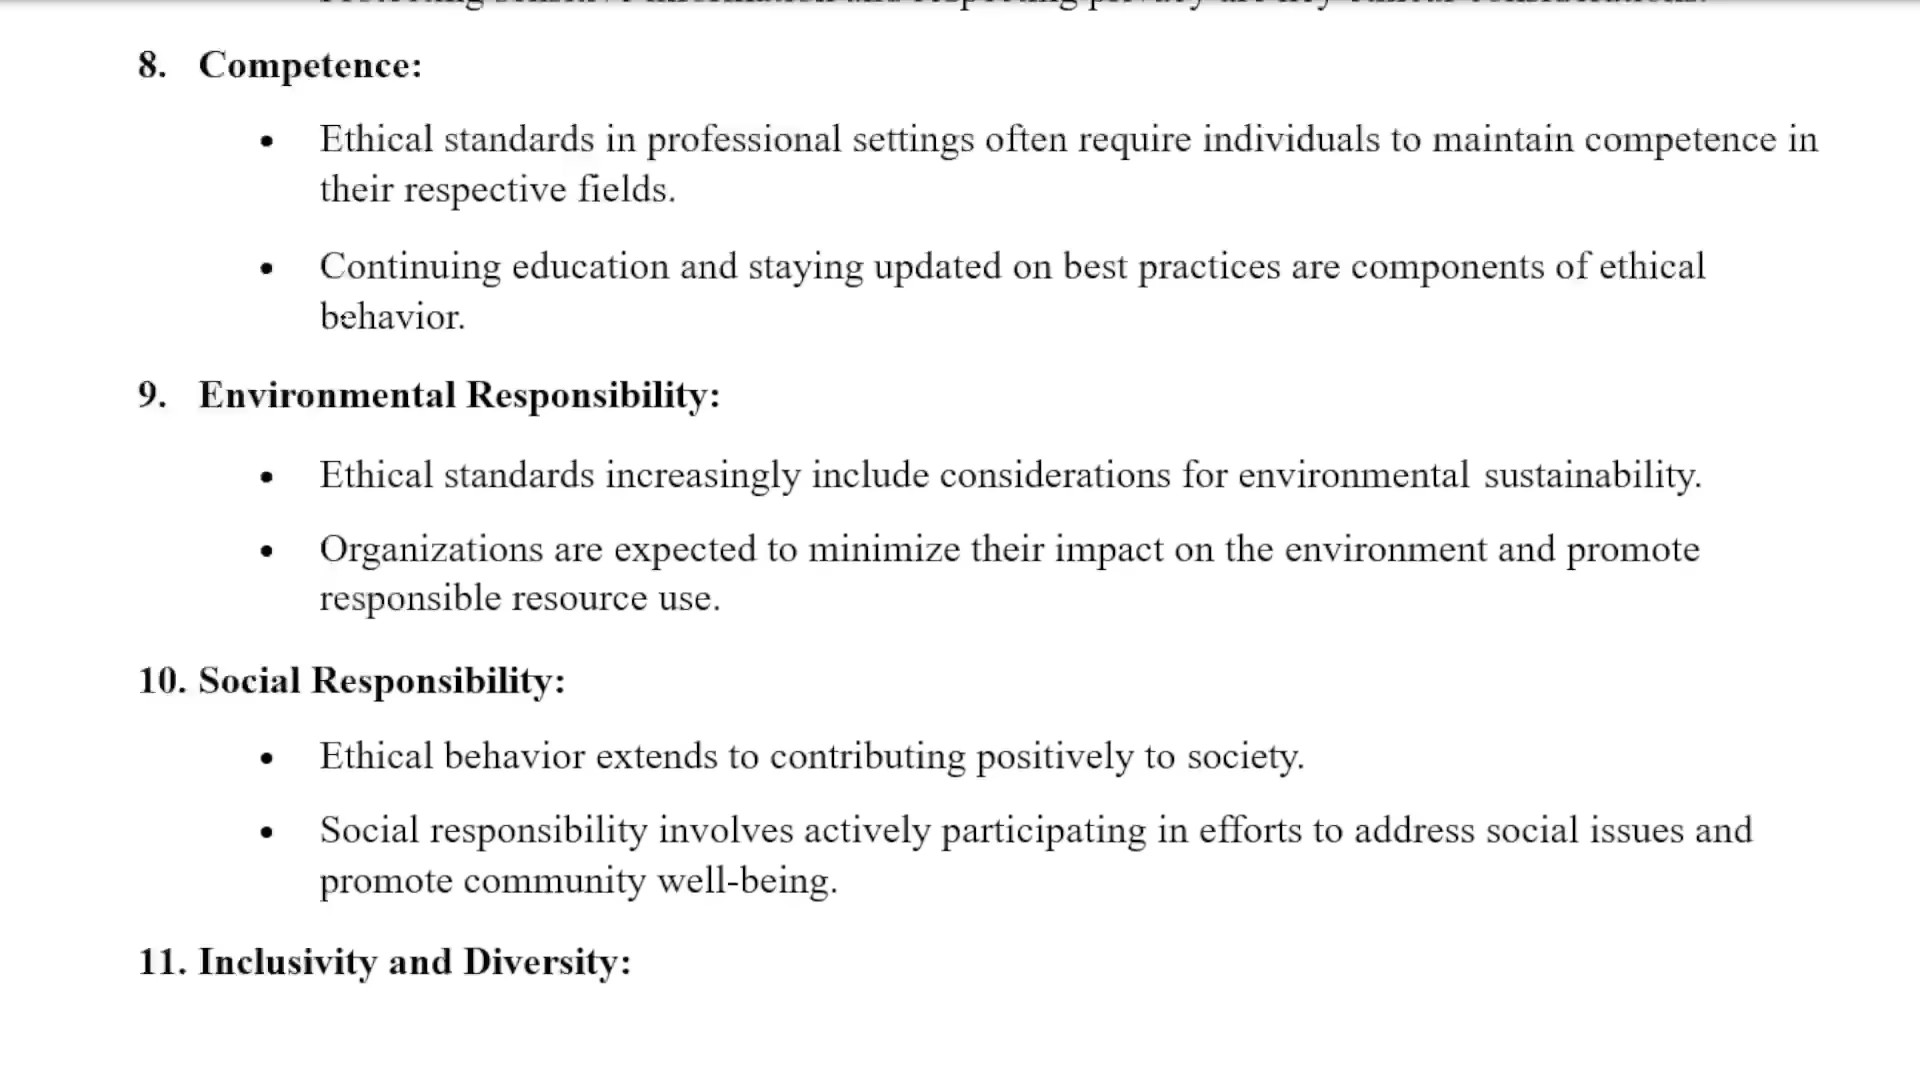 8. Competence:
• Ethical standards in professional settings often require individuals to maintain competence in
their respective fields.
• Continuing education and staying updated on best practices are components of ethical
behavior.
9. Environmental Responsibility:
• Ethical standards increasingly include considerations for environmental sustainability.
• Organizations are expected to minimize their impact on the environment and promote
responsible resource use.
10. Social Responsibility:
• Ethical behavior extends to contributing positively to society.
• Social responsibility involves actively participating in efforts to address social issues and
promote community well-being.
11. Inclusivity and Diversity: